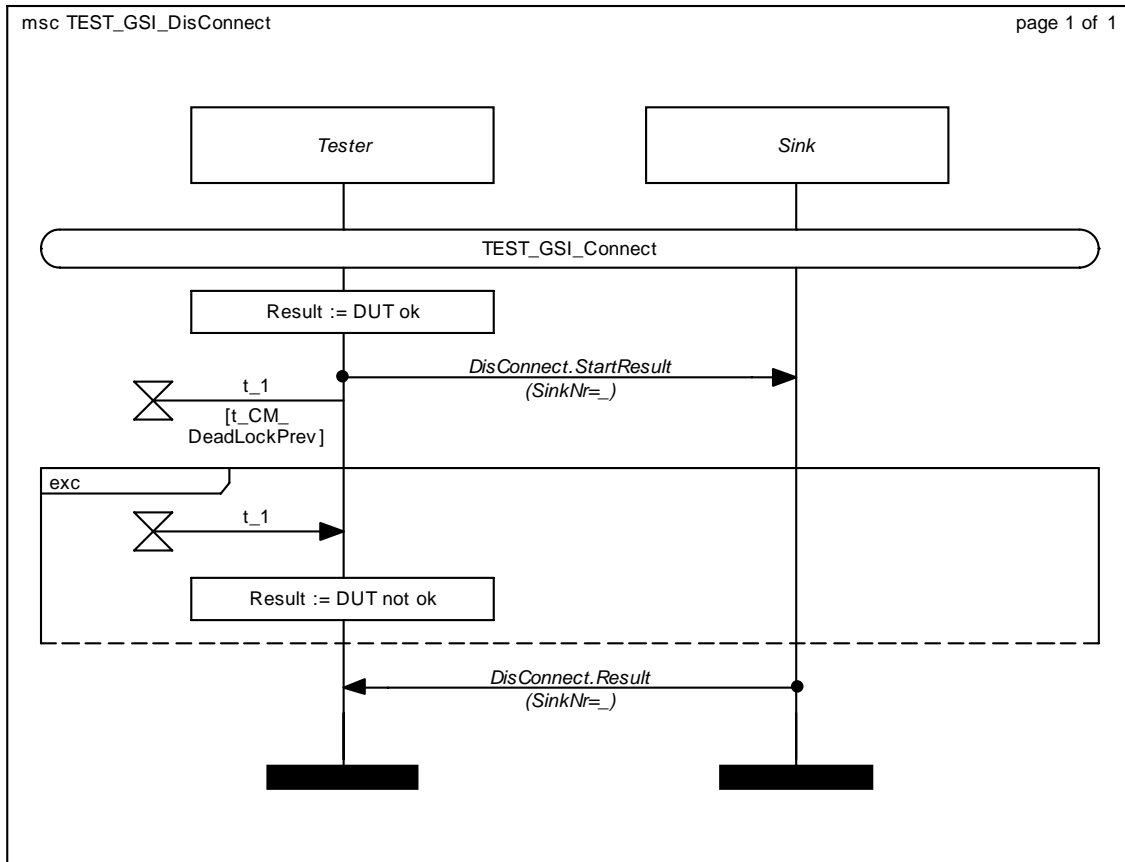 msc TEST_GSI_DisConnect
page 1 of 1
Tester
Sink
TEST_GSI_Connect
Result := DUT ok
DisConnect.StartResult
(SinkNr=_)
t_1
[t_CM_
DeadLockPrev]
exc
t_1
Result := DUT not ok
DisConnect.Result
(SinkNr=_)